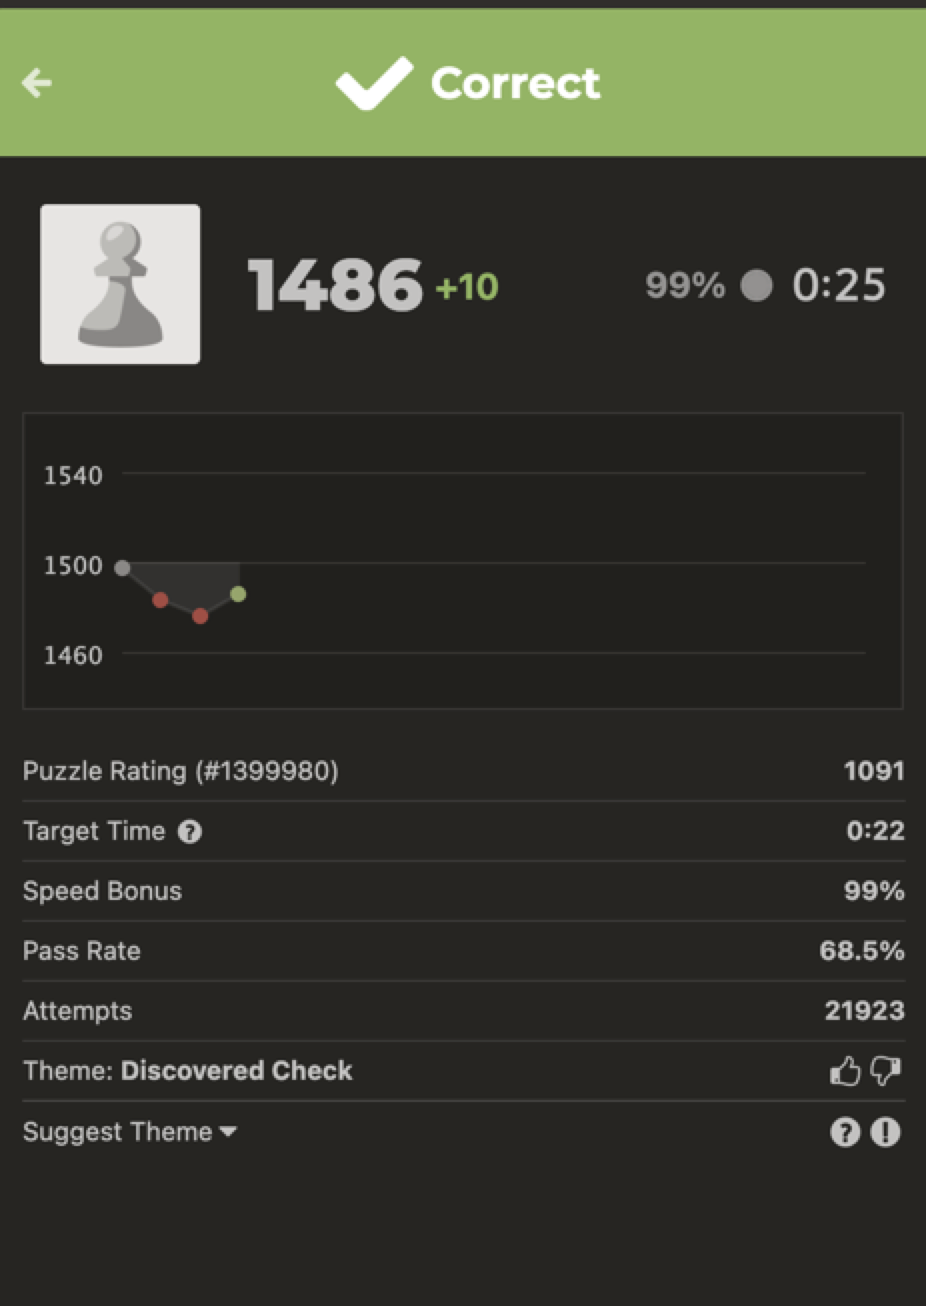 Correct
1486 +10 99% 0:25
1540
1500
1460
Puzzle Rating (#1399980) 1091
Target Time ? 0:22
Speed Bonus 99%
Pass Rate 68.5%
Attempts 21923
Theme: Discovered Check
Suggest Theme ? !